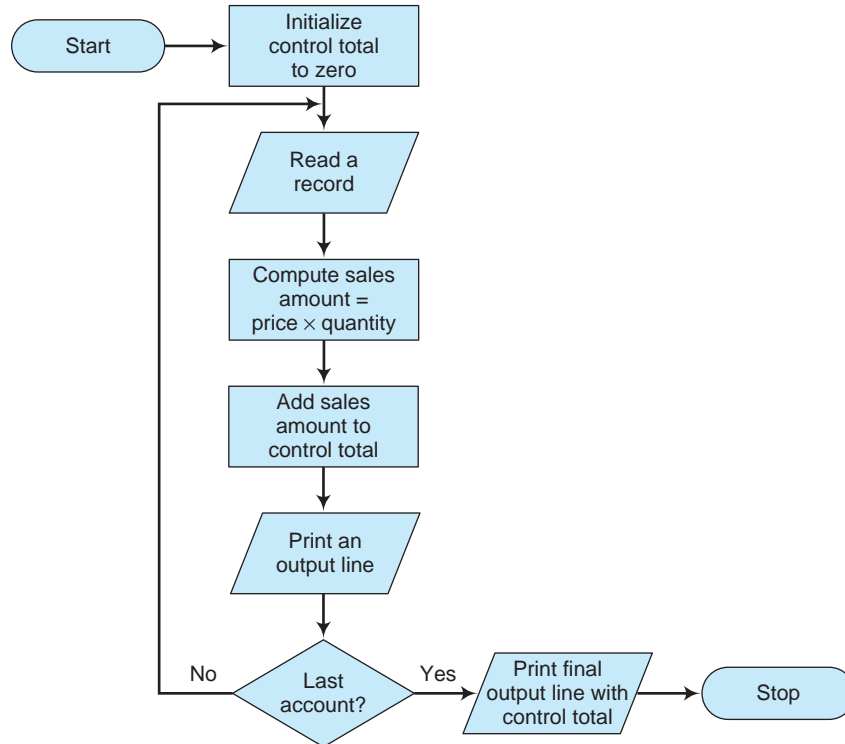 Start
Initialize
control total
to zero
Read a
record
Compute sales
amount =
price × quantity
Add sales
amount to
control total
Print an
output line
No
Last
account?
Yes
Print final
output line with
control total
Stop